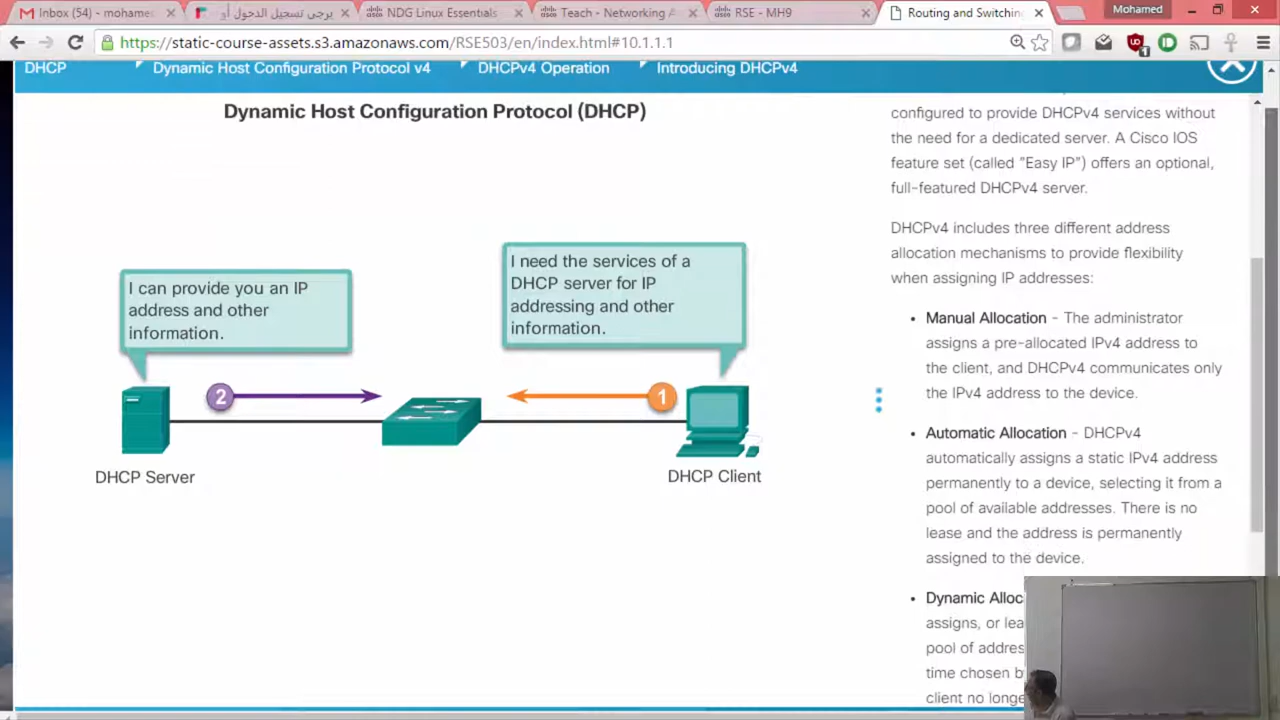 Inbox (54) - mohame
يرجى تسجيل الدخول أو
NDG Linux Essentials
Teach - Networking A
RSE - MH9
Routing and Switchin
Mohamed
https://static-course-assets.s3.amazonaws.com/RSE503/en/index.html#10.1.1.1
DHCP
Dynamic Host Configuration Protocol v4
DHCPv4 Operation
Introducing DHCPv4
Dynamic Host Configuration Protocol (DHCP)
I can provide you an IP
address and other
information.
I need the services of a
DHCP server for IP
addressing and other
information.
2
1
DHCP Server
DHCP Client
configured to provide DHCPv4 services without
the need for a dedicated server. A Cisco IOS
feature set (called "Easy IP") offers an optional,
full-featured DHCPv4 server.
DHCPv4 includes three different address
allocation mechanisms to provide flexibility
when assigning IP addresses:
• Manual Allocation - The administrator
assigns a pre-allocated IPv4 address to
the client, and DHCPv4 communicates only
the IPv4 address to the device.
• Automatic Allocation - DHCPv4
automatically assigns a static IPv4 address
permanently to a device, selecting it from a
pool of available addresses. There is no
lease and the address is permanently
assigned to the device.
• Dynamic Alloc
assigns, or lea
pool of addres
time chosen b
client no longe